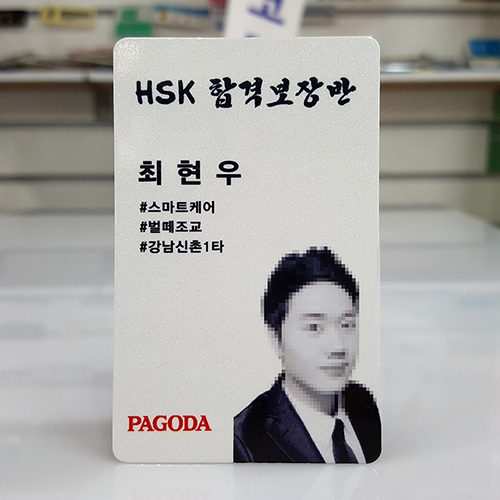 고
HSK 합격보장반
최현우
#스마트케어
#벌떼조교
#강남신촌1타
PAGODA